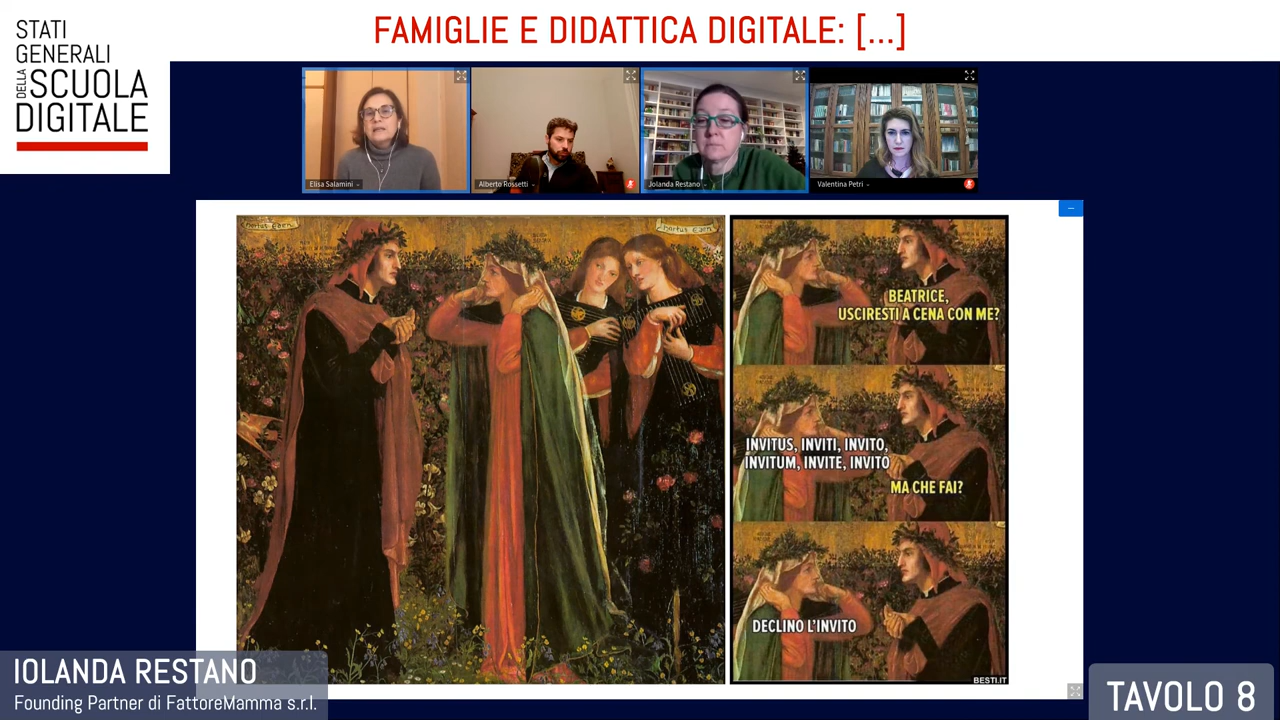 FAMIGLIE E DIDATTICA DIGITALE: [...]
STATI
GENERALI
DELLA SCUOLA
DIGITALE
Elisa Salamini
Alberto Rossetti
Jolanda Restano
Valentina Petri
BEATRICE,
USCIRESTI A CENA CON ME?
INVITUS, INVITI, INVITO,
INVITUM, INVITE, INVITO
MA CHE FAI?
DECLINO L'INVITO
BESTI.IT
IOLANDA RESTANO
Founding Partner di FattoreMamma s.r.l.
TAVOLO 8